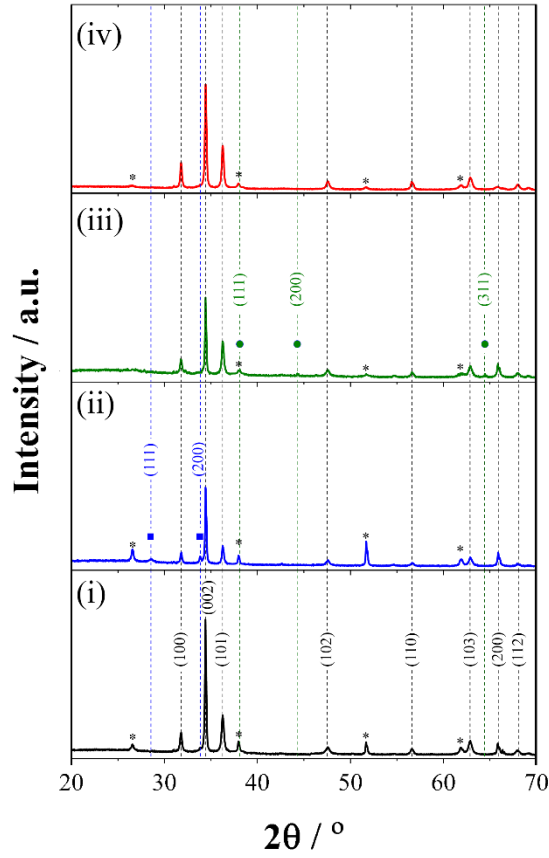 (iv)
(iii)
(111)
(200)
(311)
(ii)
(111)
(200)
(i)
(100)
(002)
(101)
(102)
(110)
(103)
(200)
(112)
* * * *
* * *
* * * *
* * * *
20 30 40 50 60 70
2θ / °
Intensity / a.u.